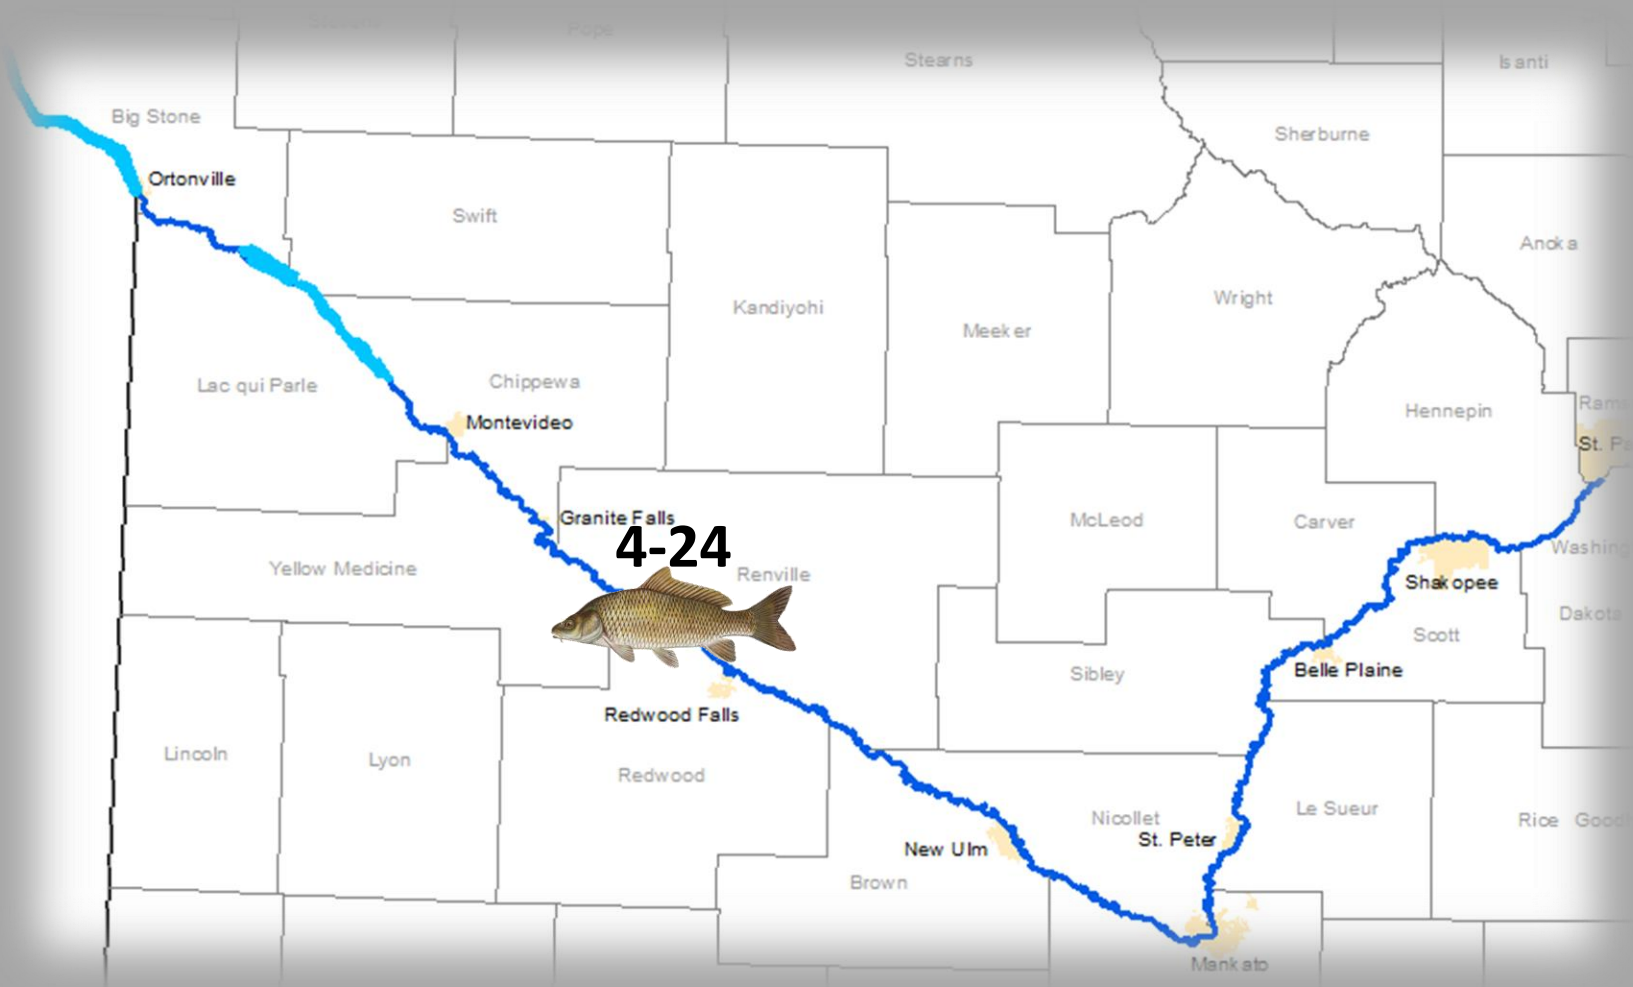 Stevens
Pope
Stearns
Isanti
Big Stone
Sherburne
Ortonville
Swift
Anoka
Kandiyohi
Wright
Meeker
Lac qui Parle
Chippewa
Hennepin
Montevideo
Granite Falls
McLeod
Carver
4-24
Yellow Medicine
Renville
Shakopee
Dakota
Scott
Sibley
Belle Plaine
Redwood Falls
Lincoln
Lyon
Redwood
Le Sueur
Nicollet
Rice
St. Peter
New Ulm
Brown
Mankato